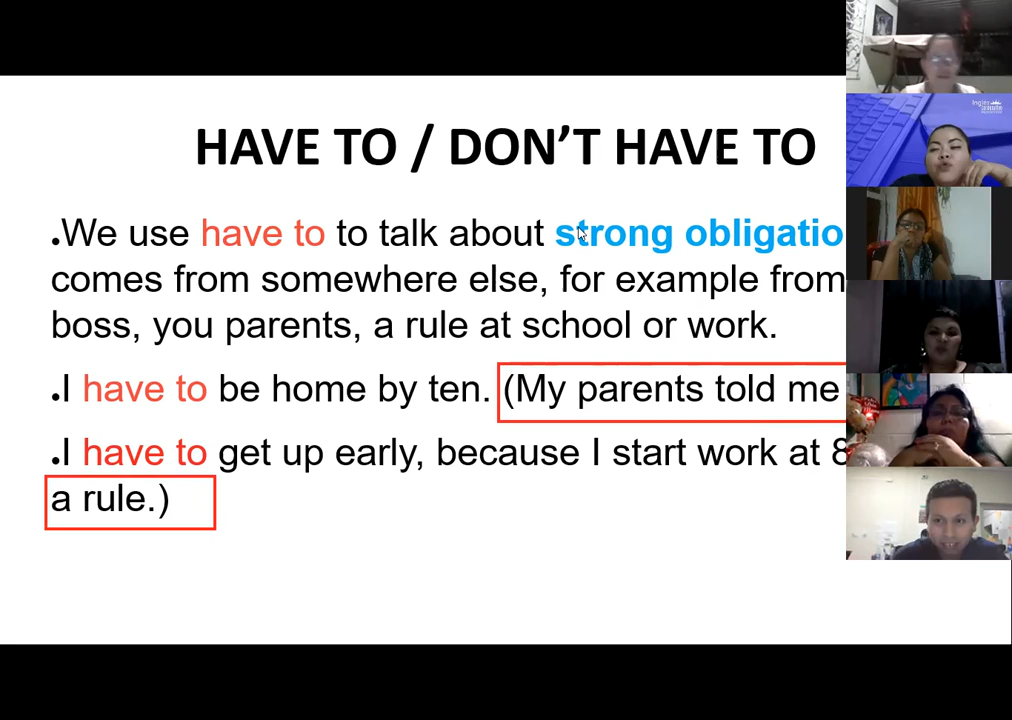 HAVE TO / DON'T HAVE TO
•We use have to to talk about strong obligatio
comes from somewhere else, for example from
boss, you parents, a rule at school or work.
•I have to be home by ten. (My parents told me
•I have to get up early, because I start work at 8
a rule.)